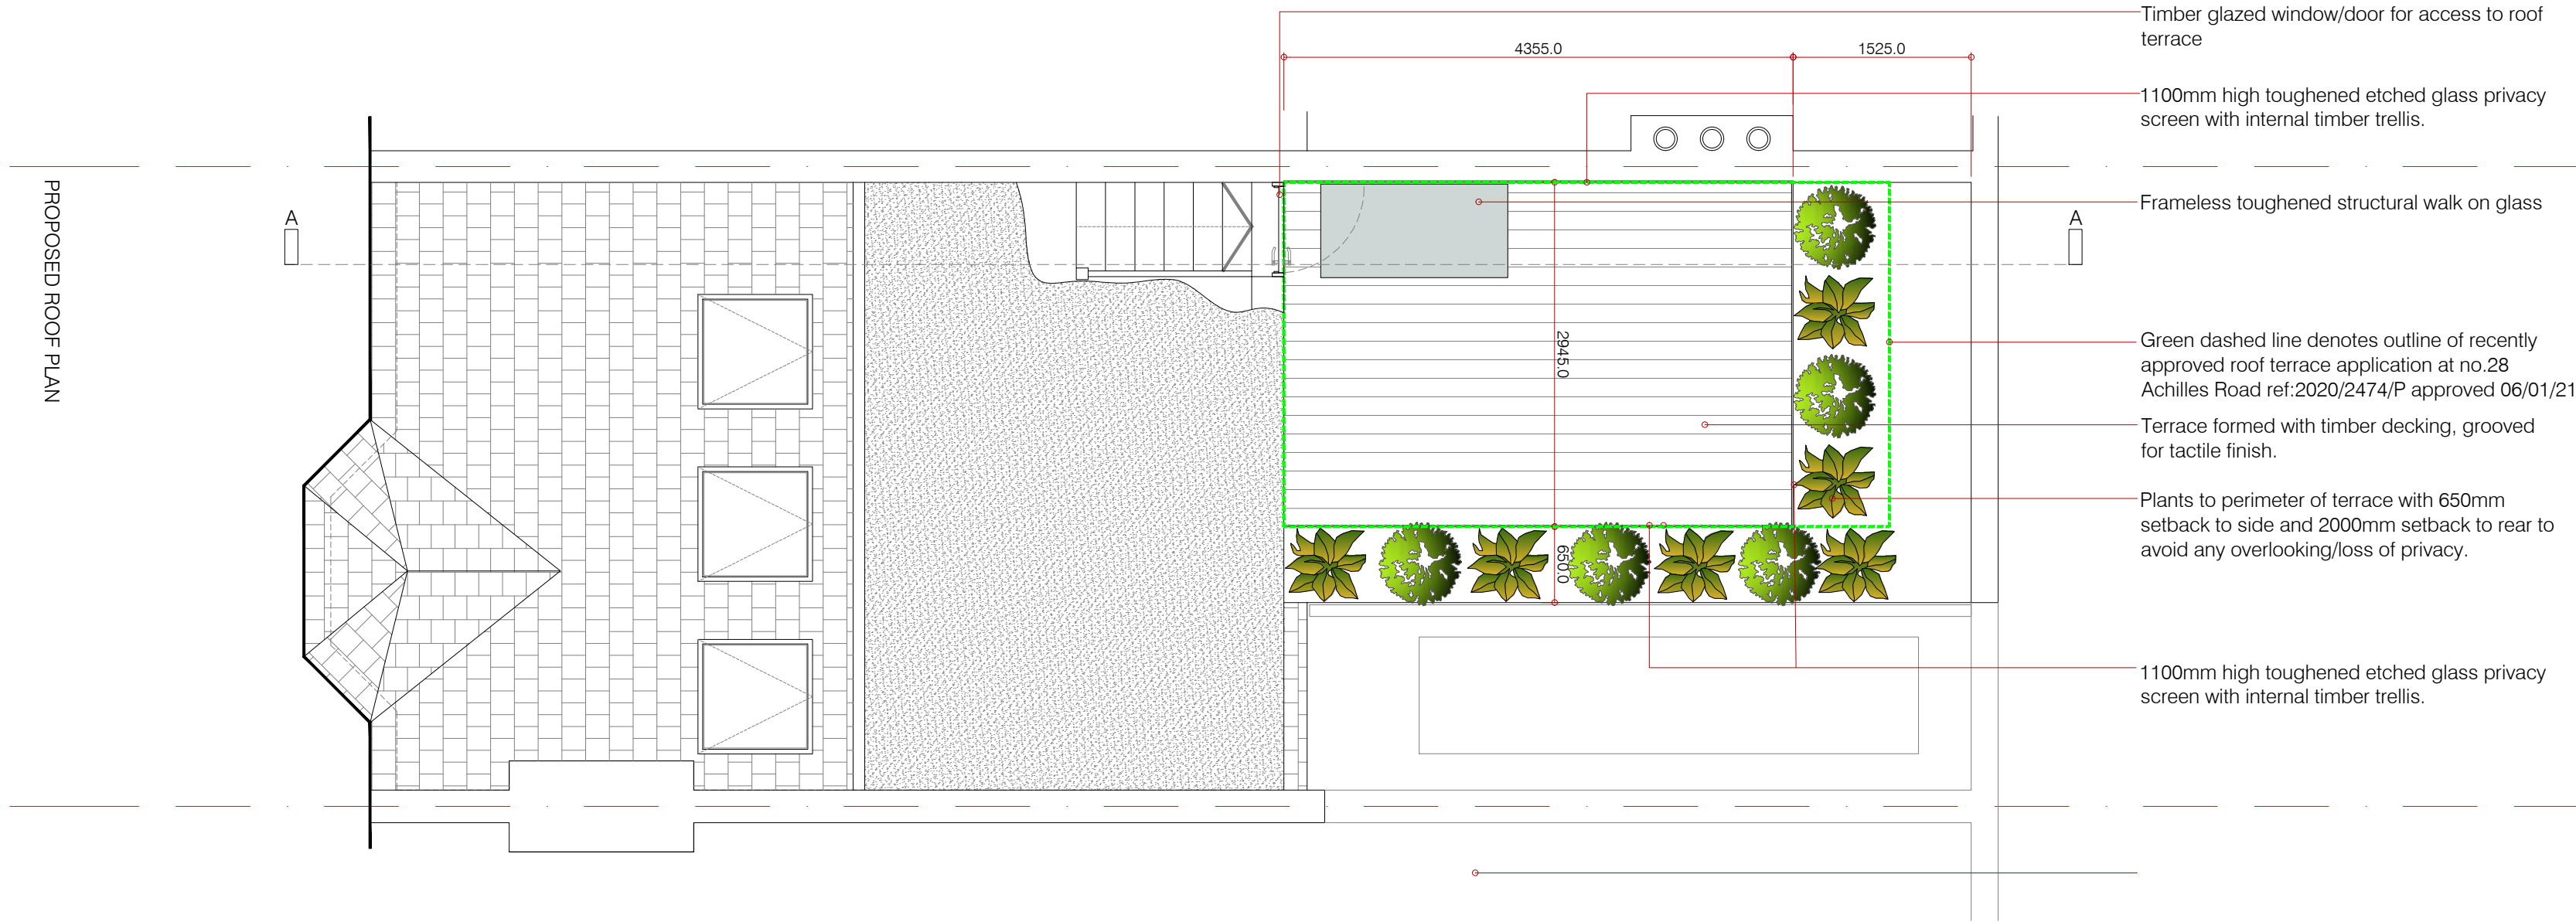 Timber glazed window/door for access to roof
terrace
4355.0
1525.0
1100mm high toughened etched glass privacy
screen with internal timber trellis.
PROPOSED ROOF PLAN
A
A
Frameless toughened structural walk on glass
2945.0
Green dashed line denotes outline of recently
approved roof terrace application at no.28
Achilles Road ref:2020/2474/P approved 06/01/21
Terrace formed with timber decking, grooved
for tactile finish.
Plants to perimeter of terrace with 650mm
setback to side and 2000mm setback to rear to
avoid any overlooking/loss of privacy.
650.0
1100mm high toughened etched glass privacy
screen with internal timber trellis.